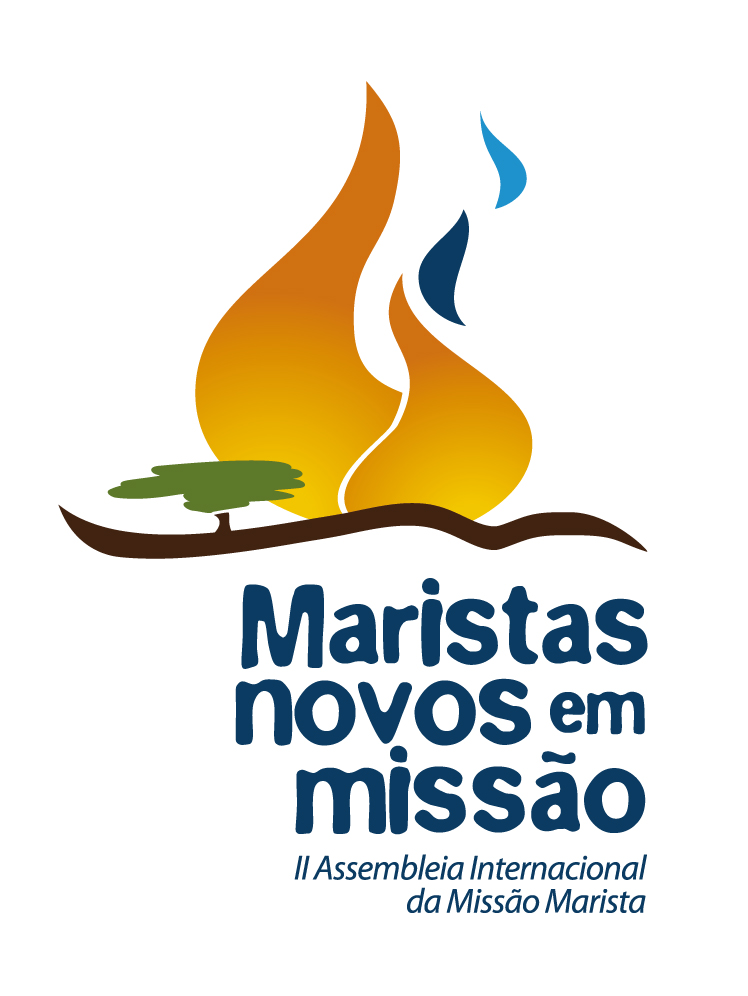 Maristas
novos em
missão
II Assembleia Internacional
da Missão Marista